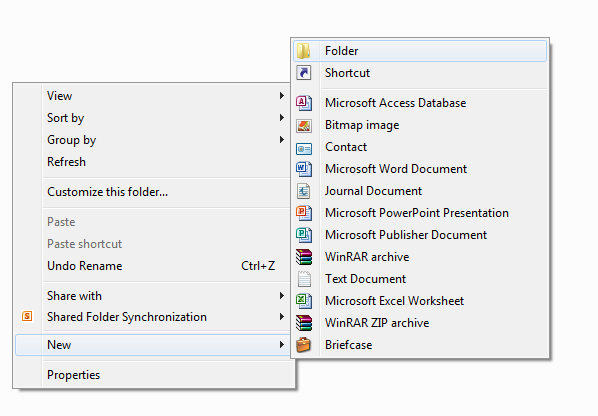 View
Sort by
Group by
Refresh
Customize this folder...
Paste
Paste shortcut
Undo Rename Ctrl+Z
Share with
S Shared Folder Synchronization
New
Properties
Folder
Shortcut
A Microsoft Access Database
Bitmap image
Contact
W Microsoft Word Document
Journal Document
P Microsoft PowerPoint Presentation
P Microsoft Publisher Document
WinRAR archive
Text Document
X Microsoft Excel Worksheet
WinRAR ZIP archive
Briefcase